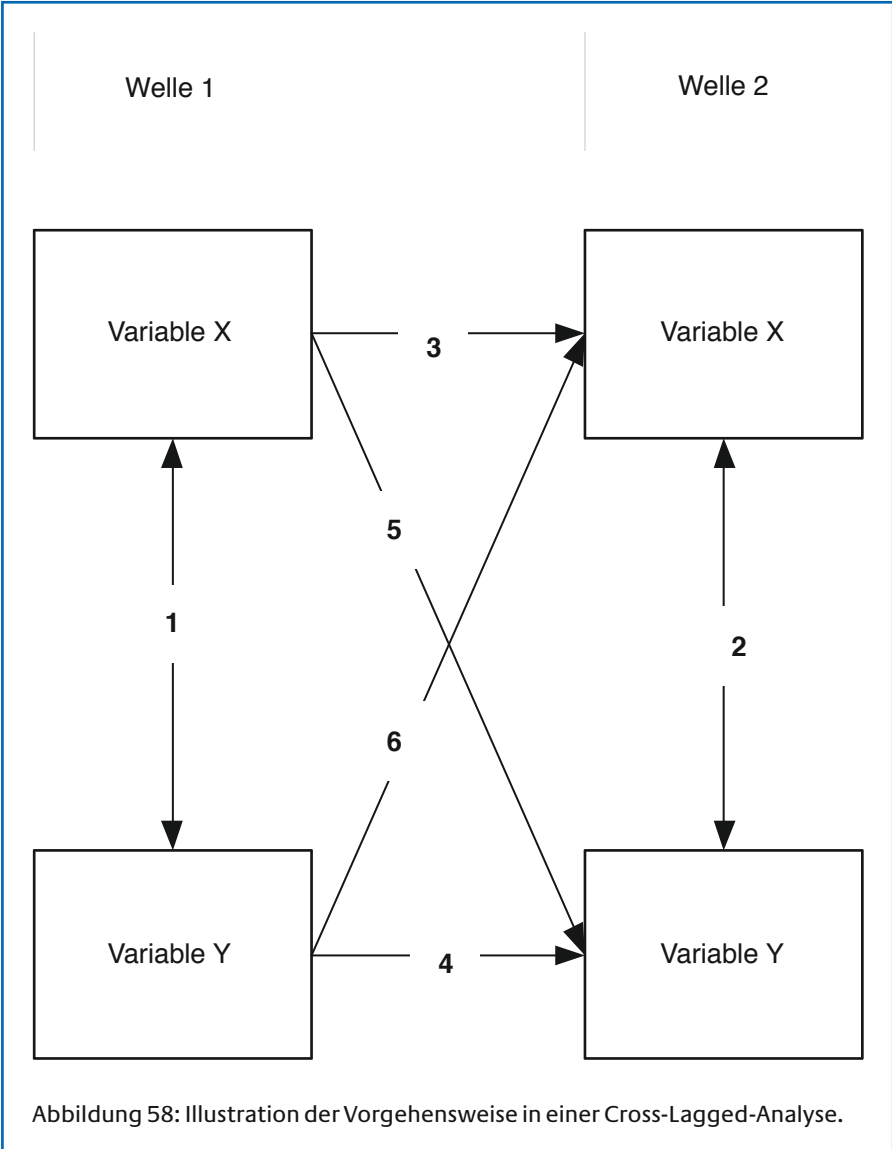 Welle 1
Welle 2
Variable X
Variable X
3
5
1
2
6
Variable Y
4
Variable Y
Abbildung 58: Illustration der Vorgehensweise in einer Cross-Lagged-Analyse.